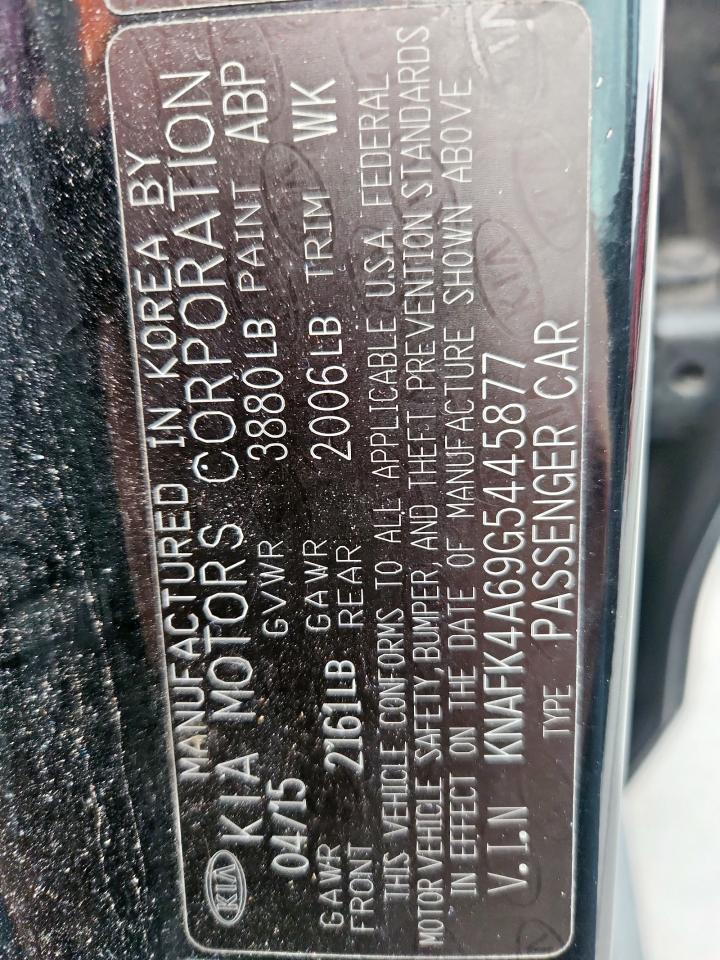 MANUFACTURED IN KOREA BY
KIA KIA MOTORS CORPORATION
04/15 GVWR 3880LB PAINT ABP
GAWR FRONT 2161LB GAWR REAR 2006LB TRIM WK
THIS VEHICLE CONFORMS TO ALL APPLICABLE U.S.A. FEDERAL
MOTOR VEHICLE SAFETY, BUMPER, AND THEFT PREVENTION STANDARDS
IN EFFECT ON THE DATE OF MANUFACTURE SHOWN ABOVE
V.I.N KNAFK4A69G5445877
TYPE PASSENGER CAR